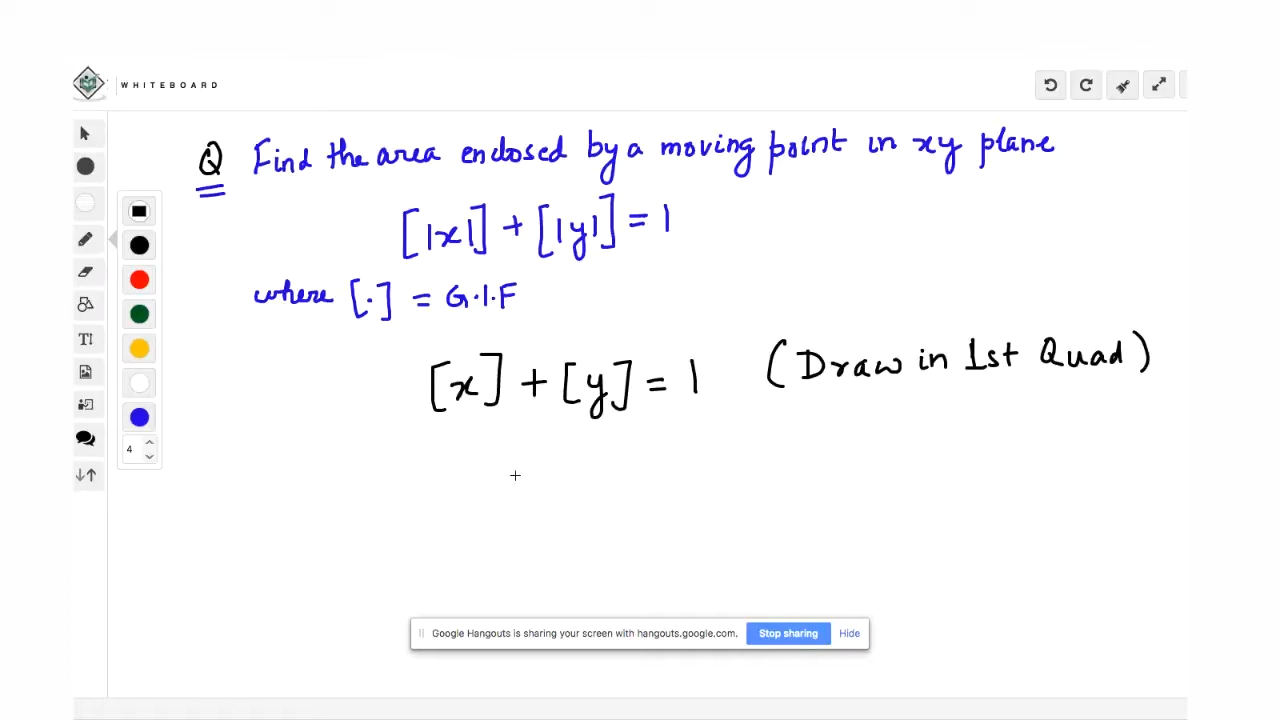 WHITEBOARD
Q Find the area enclosed by a moving point in xy plane
[|x|] + [|y|] = 1
where [·] = G.I.F
[x] + [y] = 1 (Draw in 1st Quad)
TI
4
Google Hangouts is sharing your screen with hangouts.google.com. Stop sharing Hide